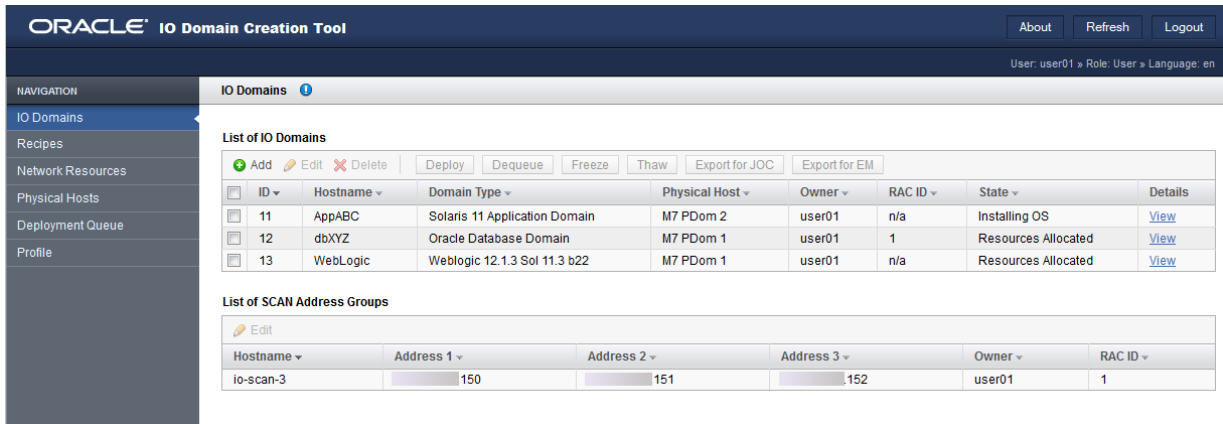 ORACLE® IO Domain Creation Tool
About Refresh Logout
User: user01 » Role: User » Language: en
NAVIGATION
IO Domains
Recipes
Network Resources
Physical Hosts
Deployment Queue
Profile
IO Domains
List of IO Domains
Add Edit Delete Deploy Dequeue Freeze Thaw Export for JOC Export for EM
ID Hostname Domain Type Physical Host Owner RAC ID State Details
11 AppABC Solaris 11 Application Domain M7 PDom 2 user01 n/a Installing OS View
12 dbXYZ Oracle Database Domain M7 PDom 1 user01 1 Resources Allocated View
13 WebLogic Weblogic 12.1.3 Sol 11.3 b22 M7 PDom 1 user01 n/a Resources Allocated View
List of SCAN Address Groups
Edit
Hostname Address 1 Address 2 Address 3 Owner RAC ID
io-scan-3 150 151 .152 user01 1